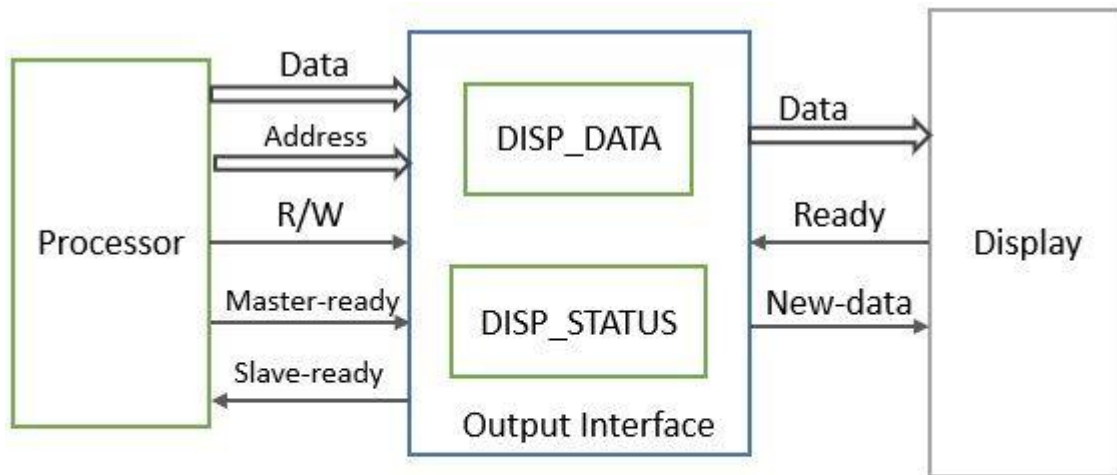 Processor
Data
Address
R/W
Master-ready
Slave-ready
DISP_DATA
DISP_STATUS
Output Interface
Data
Ready
New-data
Display